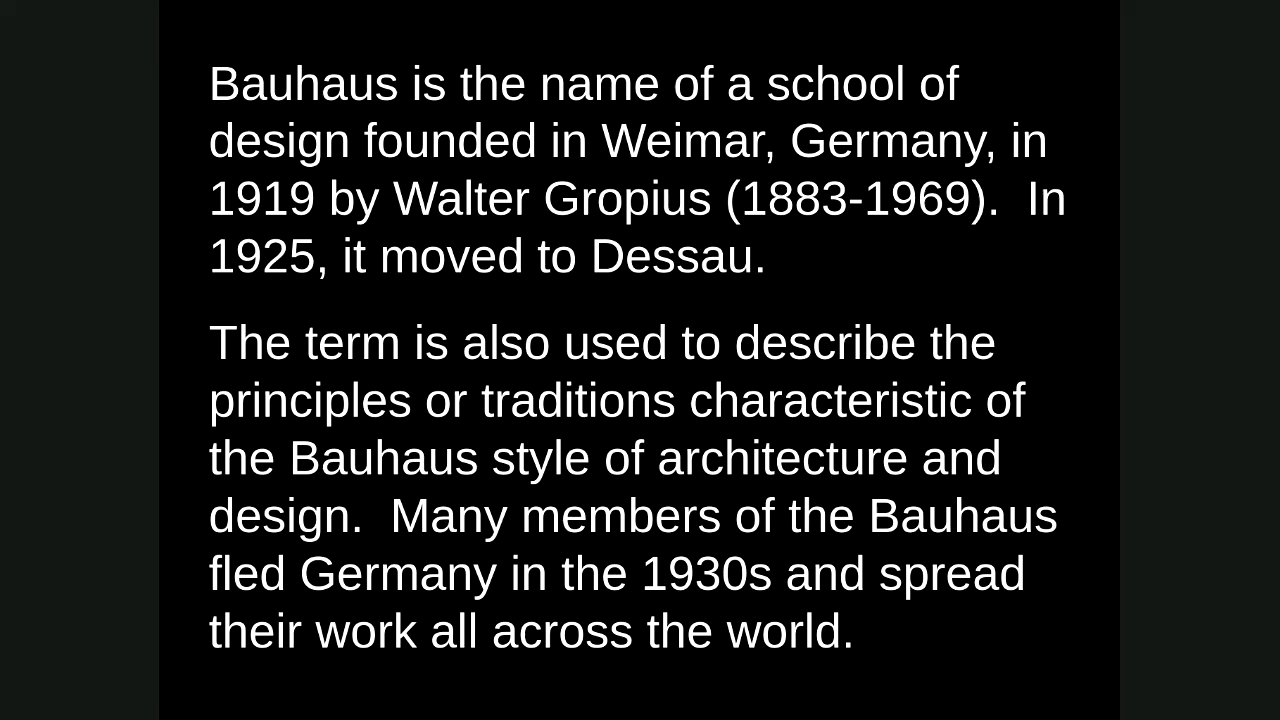 Bauhaus is the name of a school of
design founded in Weimar, Germany, in
1919 by Walter Gropius (1883-1969).  In
1925, it moved to Dessau.
The term is also used to describe the
principles or traditions characteristic of
the Bauhaus style of architecture and
design.  Many members of the Bauhaus
fled Germany in the 1930s and spread
their work all across the world.